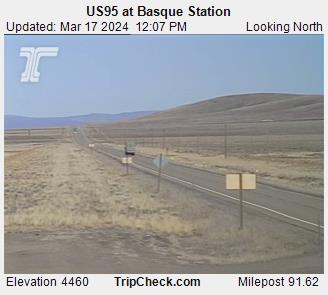 US95 at Basque Station
Updated: Mar 17 2024 12:07 PM Looking North
Elevation 4460 TripCheck.com Milepost 91.62